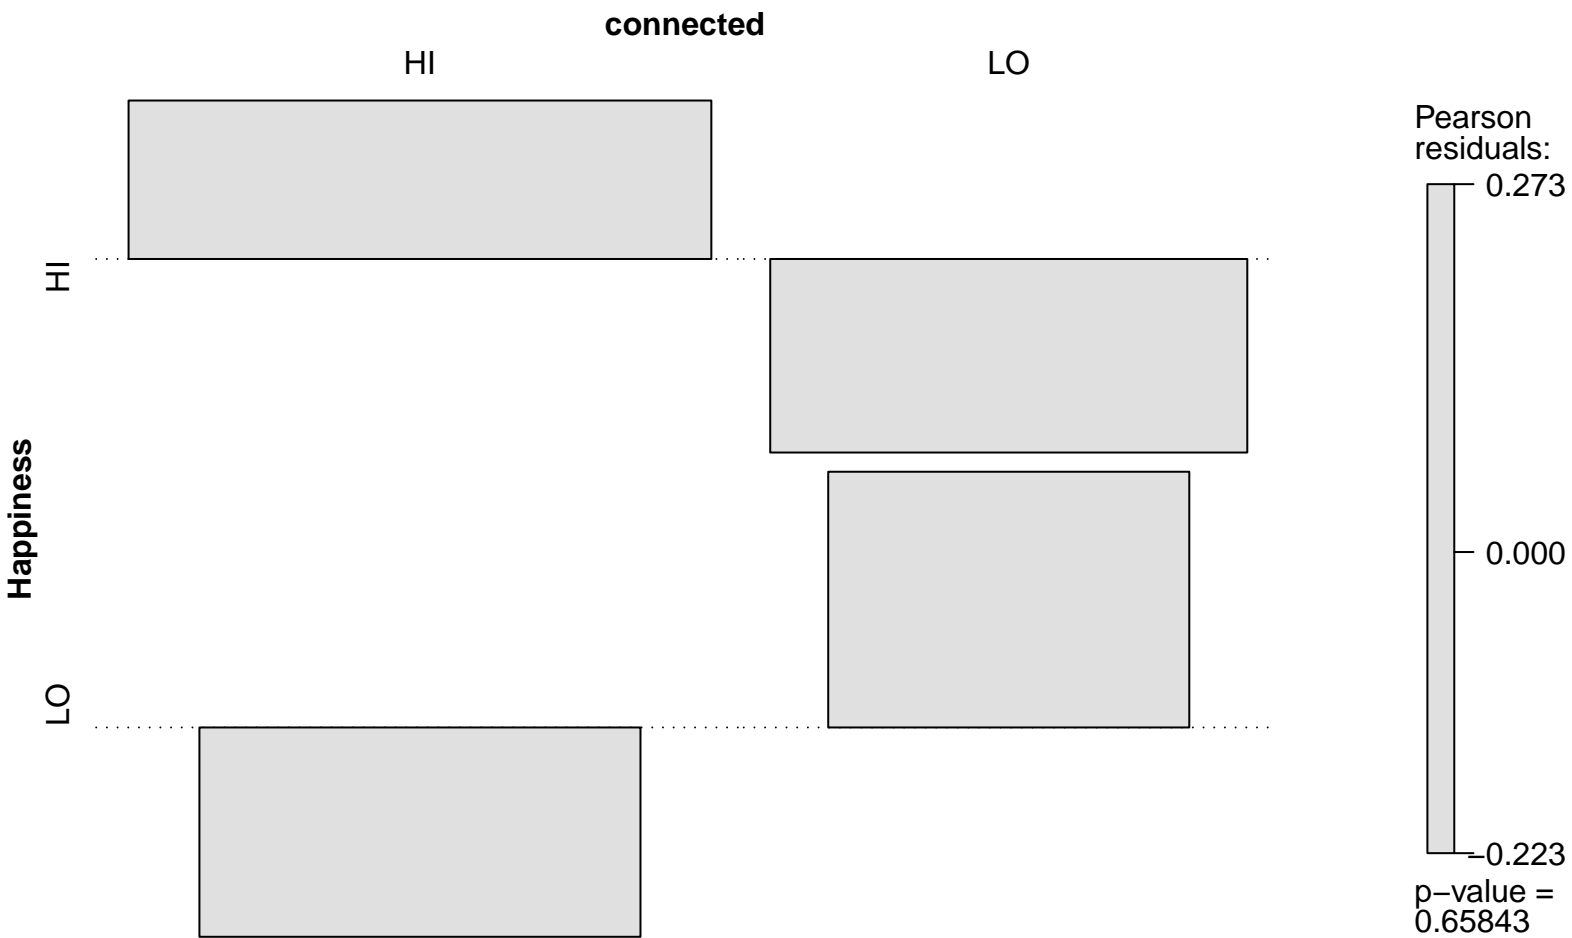 connected
HI
LO
HI
Happiness
LO
Pearson
residuals:
0.273
0.000
−0.223
p−value =
0.65843